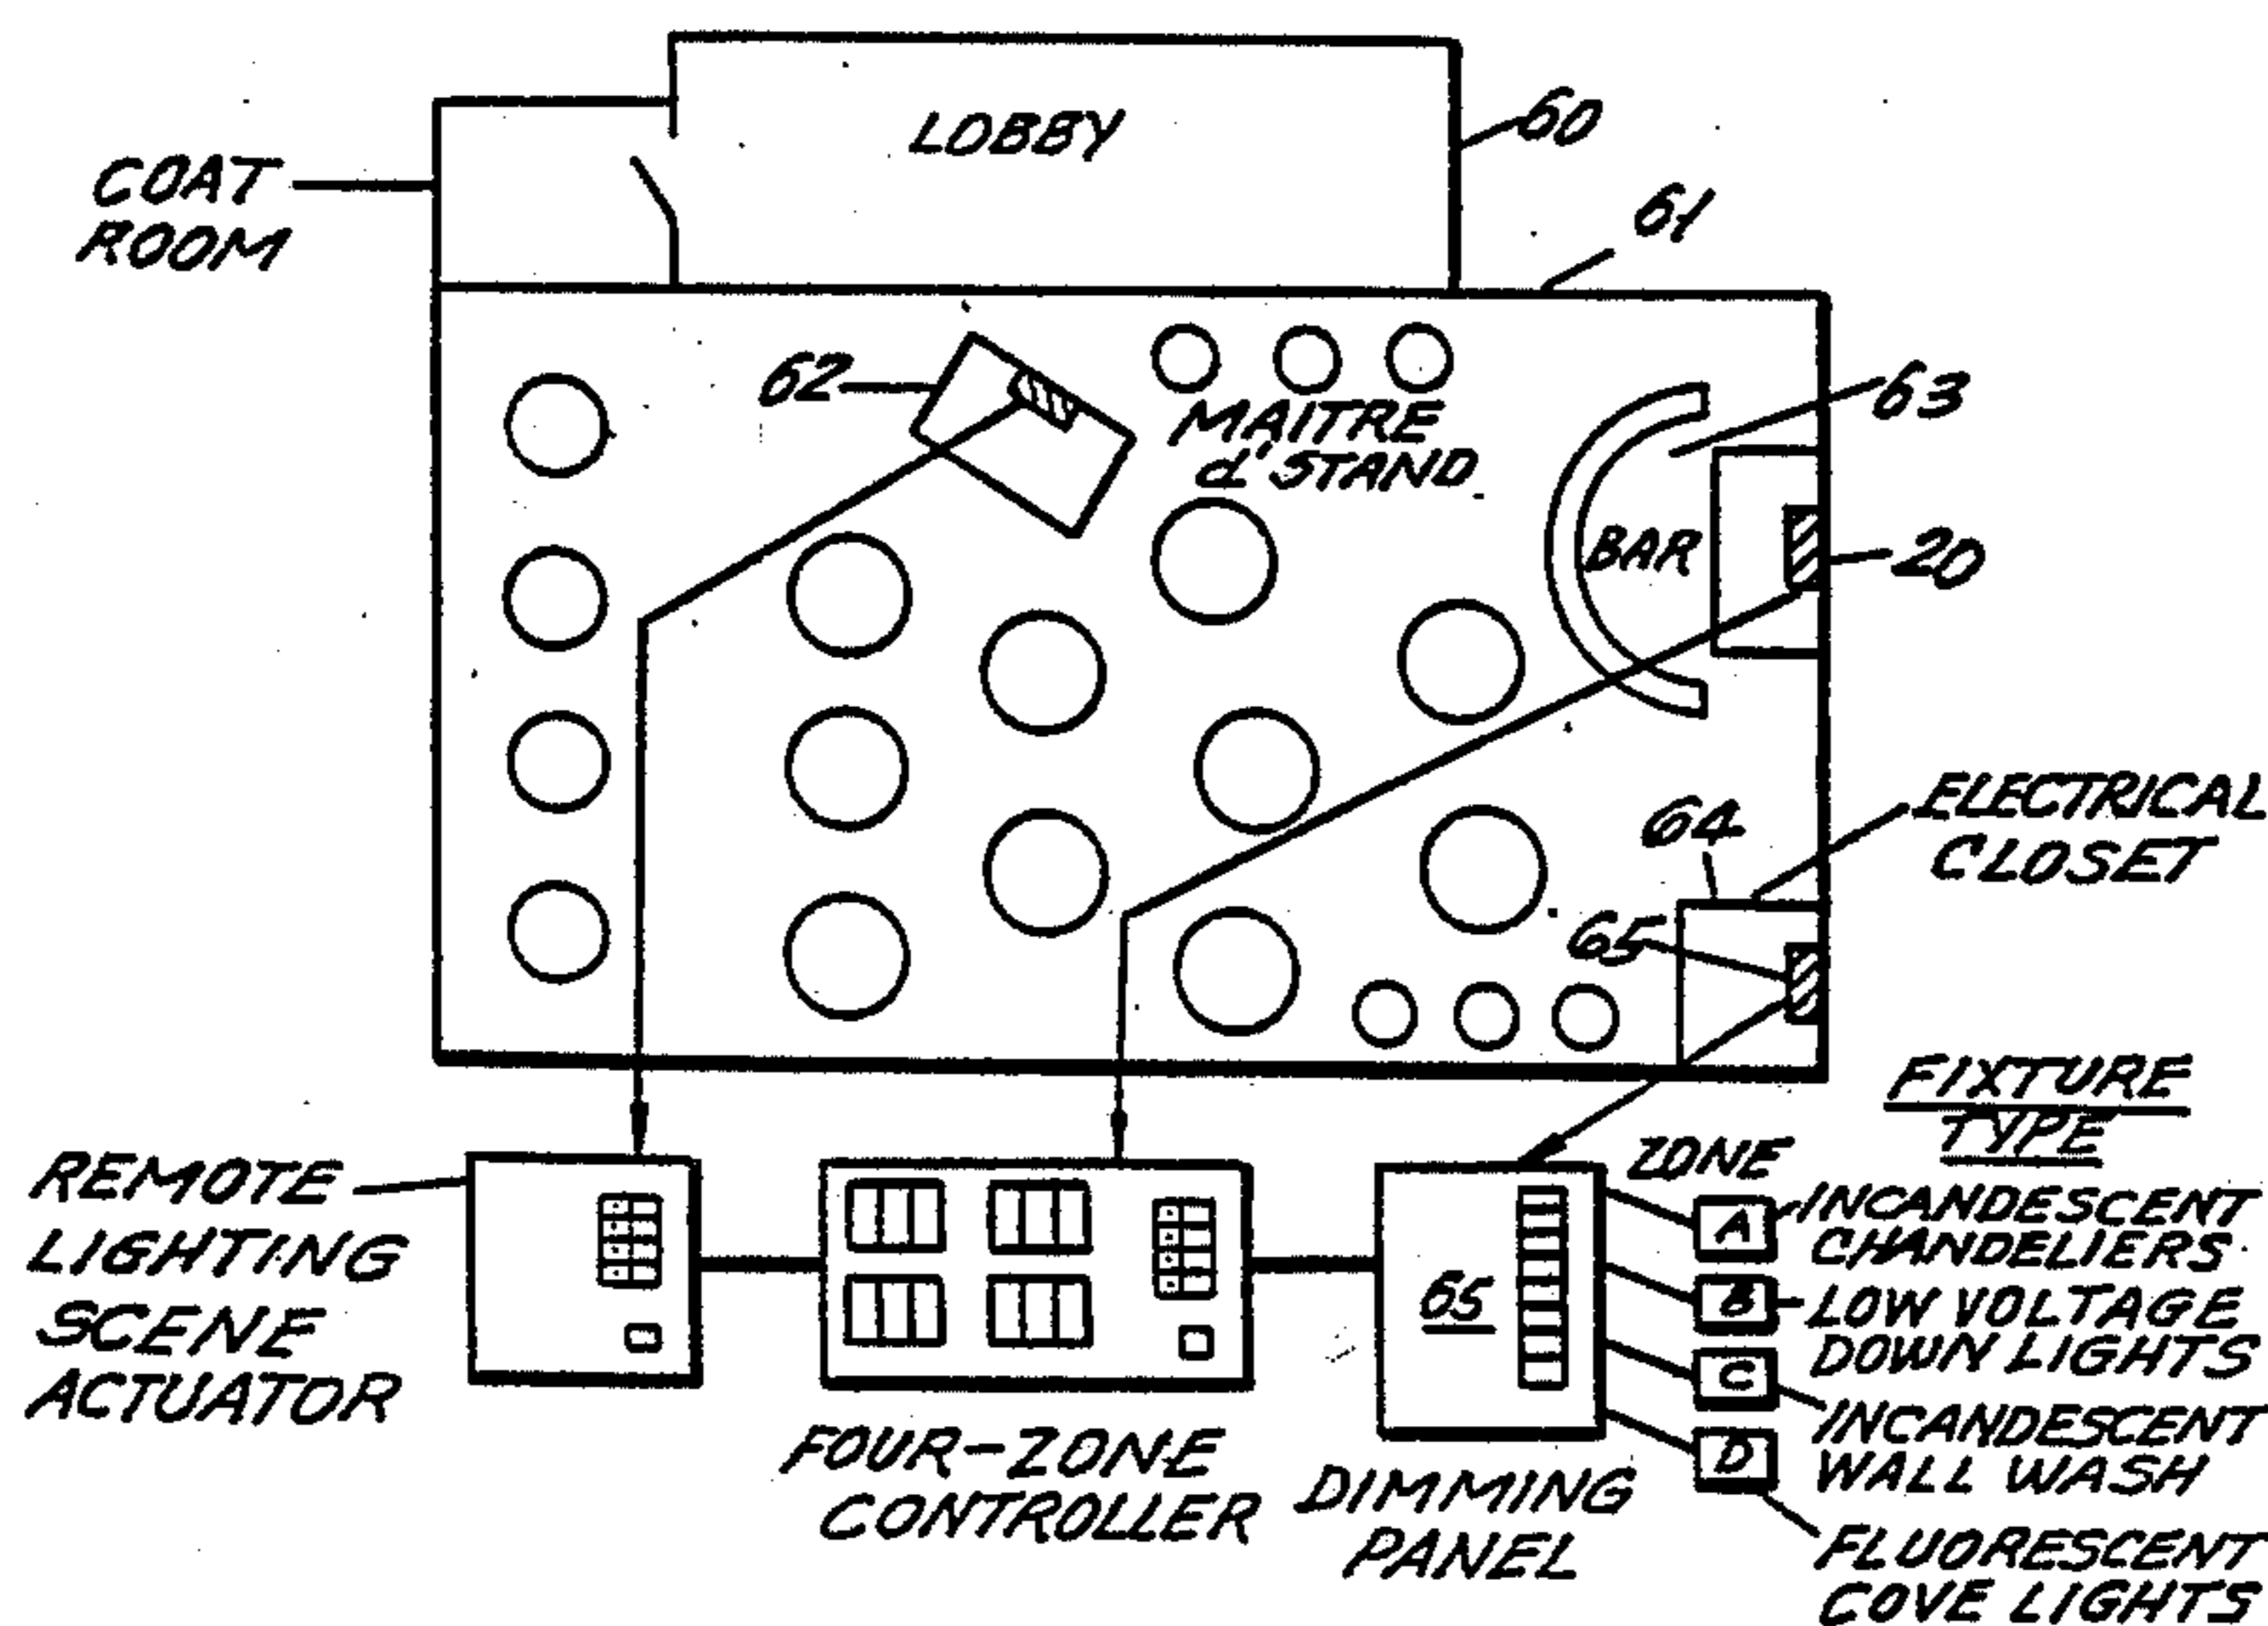 LOBBY
60
COAT
ROOM
61
62
MAITRE
d' STAND
63
BAR
20
ELECTRICAL
CLOSET
64
65
FIXTURE
TYPE
ZONE
REMOTE
LIGHTING
SCENE
ACTUATOR
FOUR-ZONE
CONTROLLER
65
DIMMING
PANEL
A
INCANDESCENT
CHANDELIERS
B
LOW VOLTAGE
DOWN LIGHTS
C
INCANDESCENT
WALL WASH
D
FLUORESCENT
COVE LIGHTS